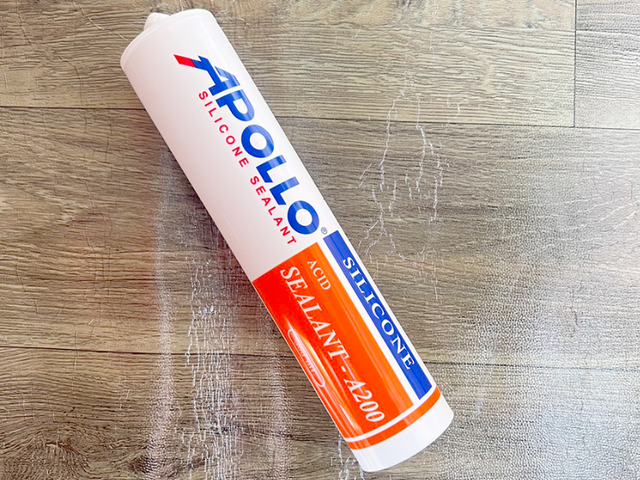 APOLLO®
SILICONE SEALANT
SILICONE
ACID
SEALANT - A200